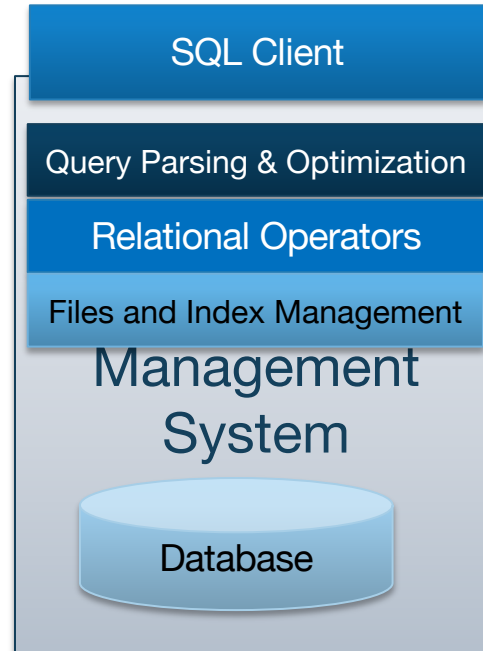 SQL Client
Query Parsing & Optimization
Relational Operators
Files and Index Management
Management
System
Database